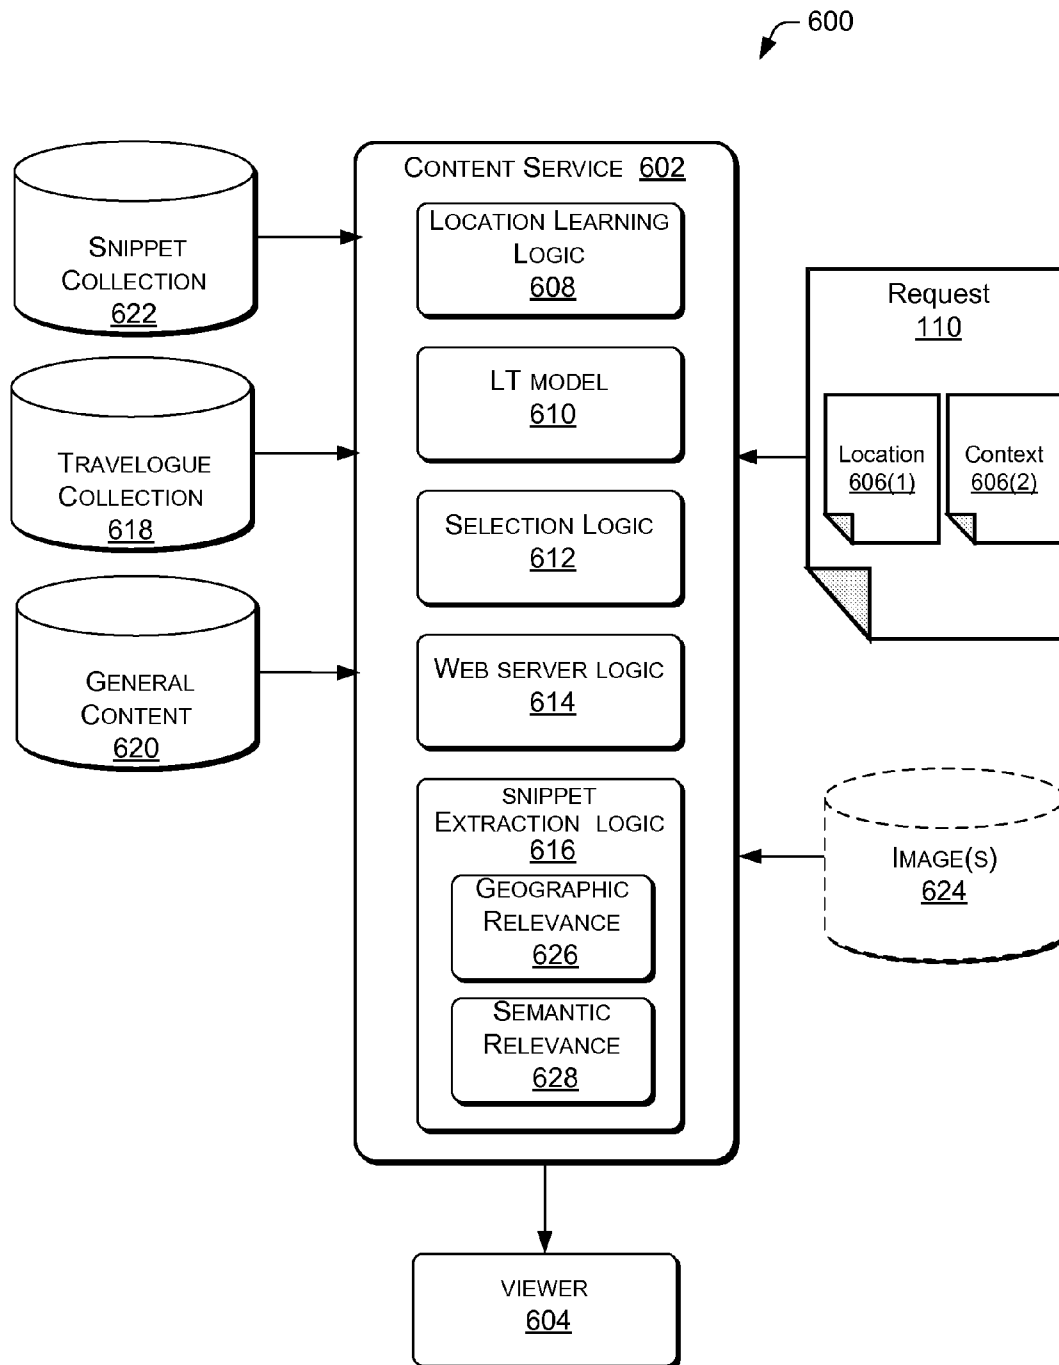 600
CONTENT SERVICE 602
LOCATION LEARNING
LOGIC
608
LT MODEL
610
SELECTION LOGIC
612
WEB SERVER LOGIC
614
SNIPPET
EXTRACTION LOGIC
616
GEOGRAPHIC
RELEVANCE
626
SEMANTIC
RELEVANCE
628
SNIPPET
COLLECTION
622
TRAVELOGUE
COLLECTION
618
GENERAL
CONTENT
620
Request
110
Location
606(1)
Context
606(2)
IMAGE(S)
624
VIEWER
604